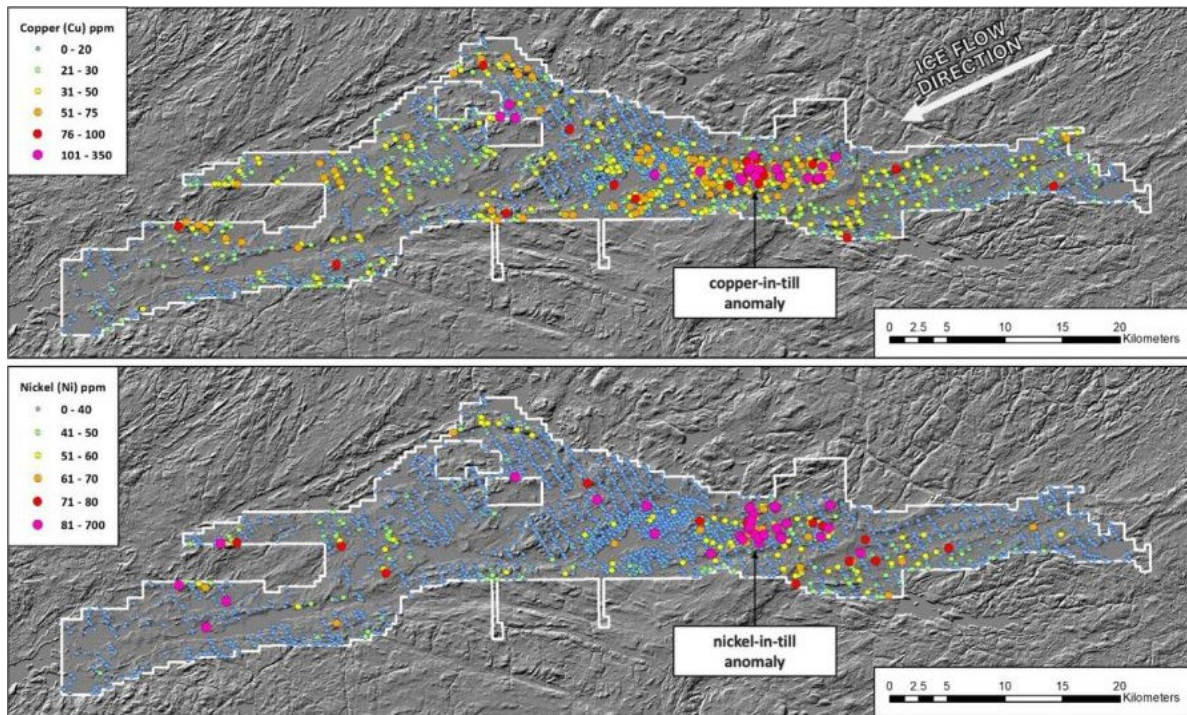 Copper (Cu) ppm
0 - 20
21 - 30
31 - 50
51 - 75
76 - 100
101 - 350
ICE FLOW
DIRECTION
copper-in-till
anomaly
0 2.5 5 10 15 20
Kilometers
Nickel (Ni) ppm
0 - 40
41 - 50
51 - 60
61 - 70
71 - 80
81 - 700
nickel-in-till
anomaly
0 2.5 5 10 15 20
Kilometers